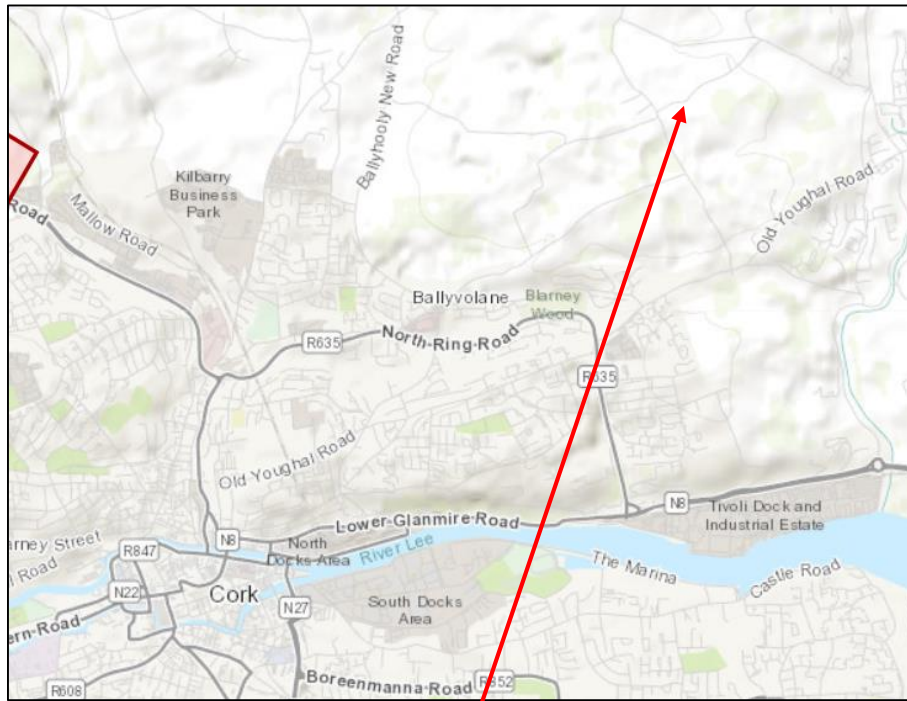 Ballyhooly New Road
Kilbarry
Business
Park
Mallow Road
Road
Old Youghal Road
Ballyvolane
Blarney
Wood
R635
North Ring Road
R635
Old Youghal Road
N8
Tivoli Dock and
Industrial Estate
Lower Glanmire Road
N8
North
Docks Area
River Lee
The Marina
Castle Road
arney Street
R847
Road
N22
Cork
N27
South Docks
Area
ern Road
Boreenmanna Road
R852
R608